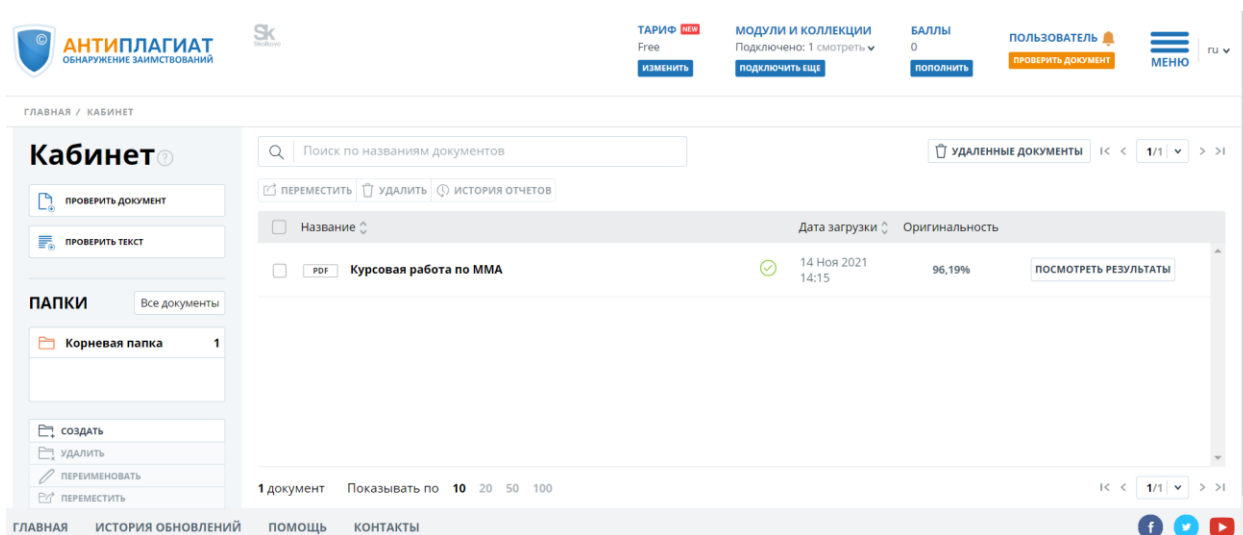 АНТИПЛАГИАТ
ОБНАРУЖЕНИЕ ЗАИМСТВОВАНИЙ
Sk
ТАРИФ NEW
Free
ИЗМЕНИТЬ
МОДУЛИ И КОЛЛЕКЦИИ
Подключено: 1 смотреть
ПОДКЛЮЧИТЬ ЕЩЕ
БАЛЛЫ
0
ПОПОЛНИТЬ
ПОЛЬЗОВАТЕЛЬ
ПРОВЕРИТЬ ДОКУМЕНТ
МЕНЮ
ru
ГЛАВНАЯ / КАБИНЕТ
Кабинет ?
ПРОВЕРИТЬ ДОКУМЕНТ
ПРОВЕРИТЬ ТЕКСТ
ПАПКИ Все документы
Корневая папка 1
СОЗДАТЬ
УДАЛИТЬ
ПЕРЕИМЕНОВАТЬ
ПЕРЕМЕСТИТЬ
Поиск по названиям документов
УДАЛЕННЫЕ ДОКУМЕНТЫ |< < 1/1 > >|
ПЕРЕМЕСТИТЬ УДАЛИТЬ ИСТОРИЯ ОТЧЕТОВ
Название Дата загрузки Оригинальность
PDF Курсовая работа по ММА 14 Ноя 2021 14:15 96,19% ПОСМОТРЕТЬ РЕЗУЛЬТАТЫ
1 документ Показывать по 10 20 50 100 |< < 1/1 > >|
ГЛАВНАЯ ИСТОРИЯ ОБНОВЛЕНИЙ ПОМОЩЬ КОНТАКТЫ